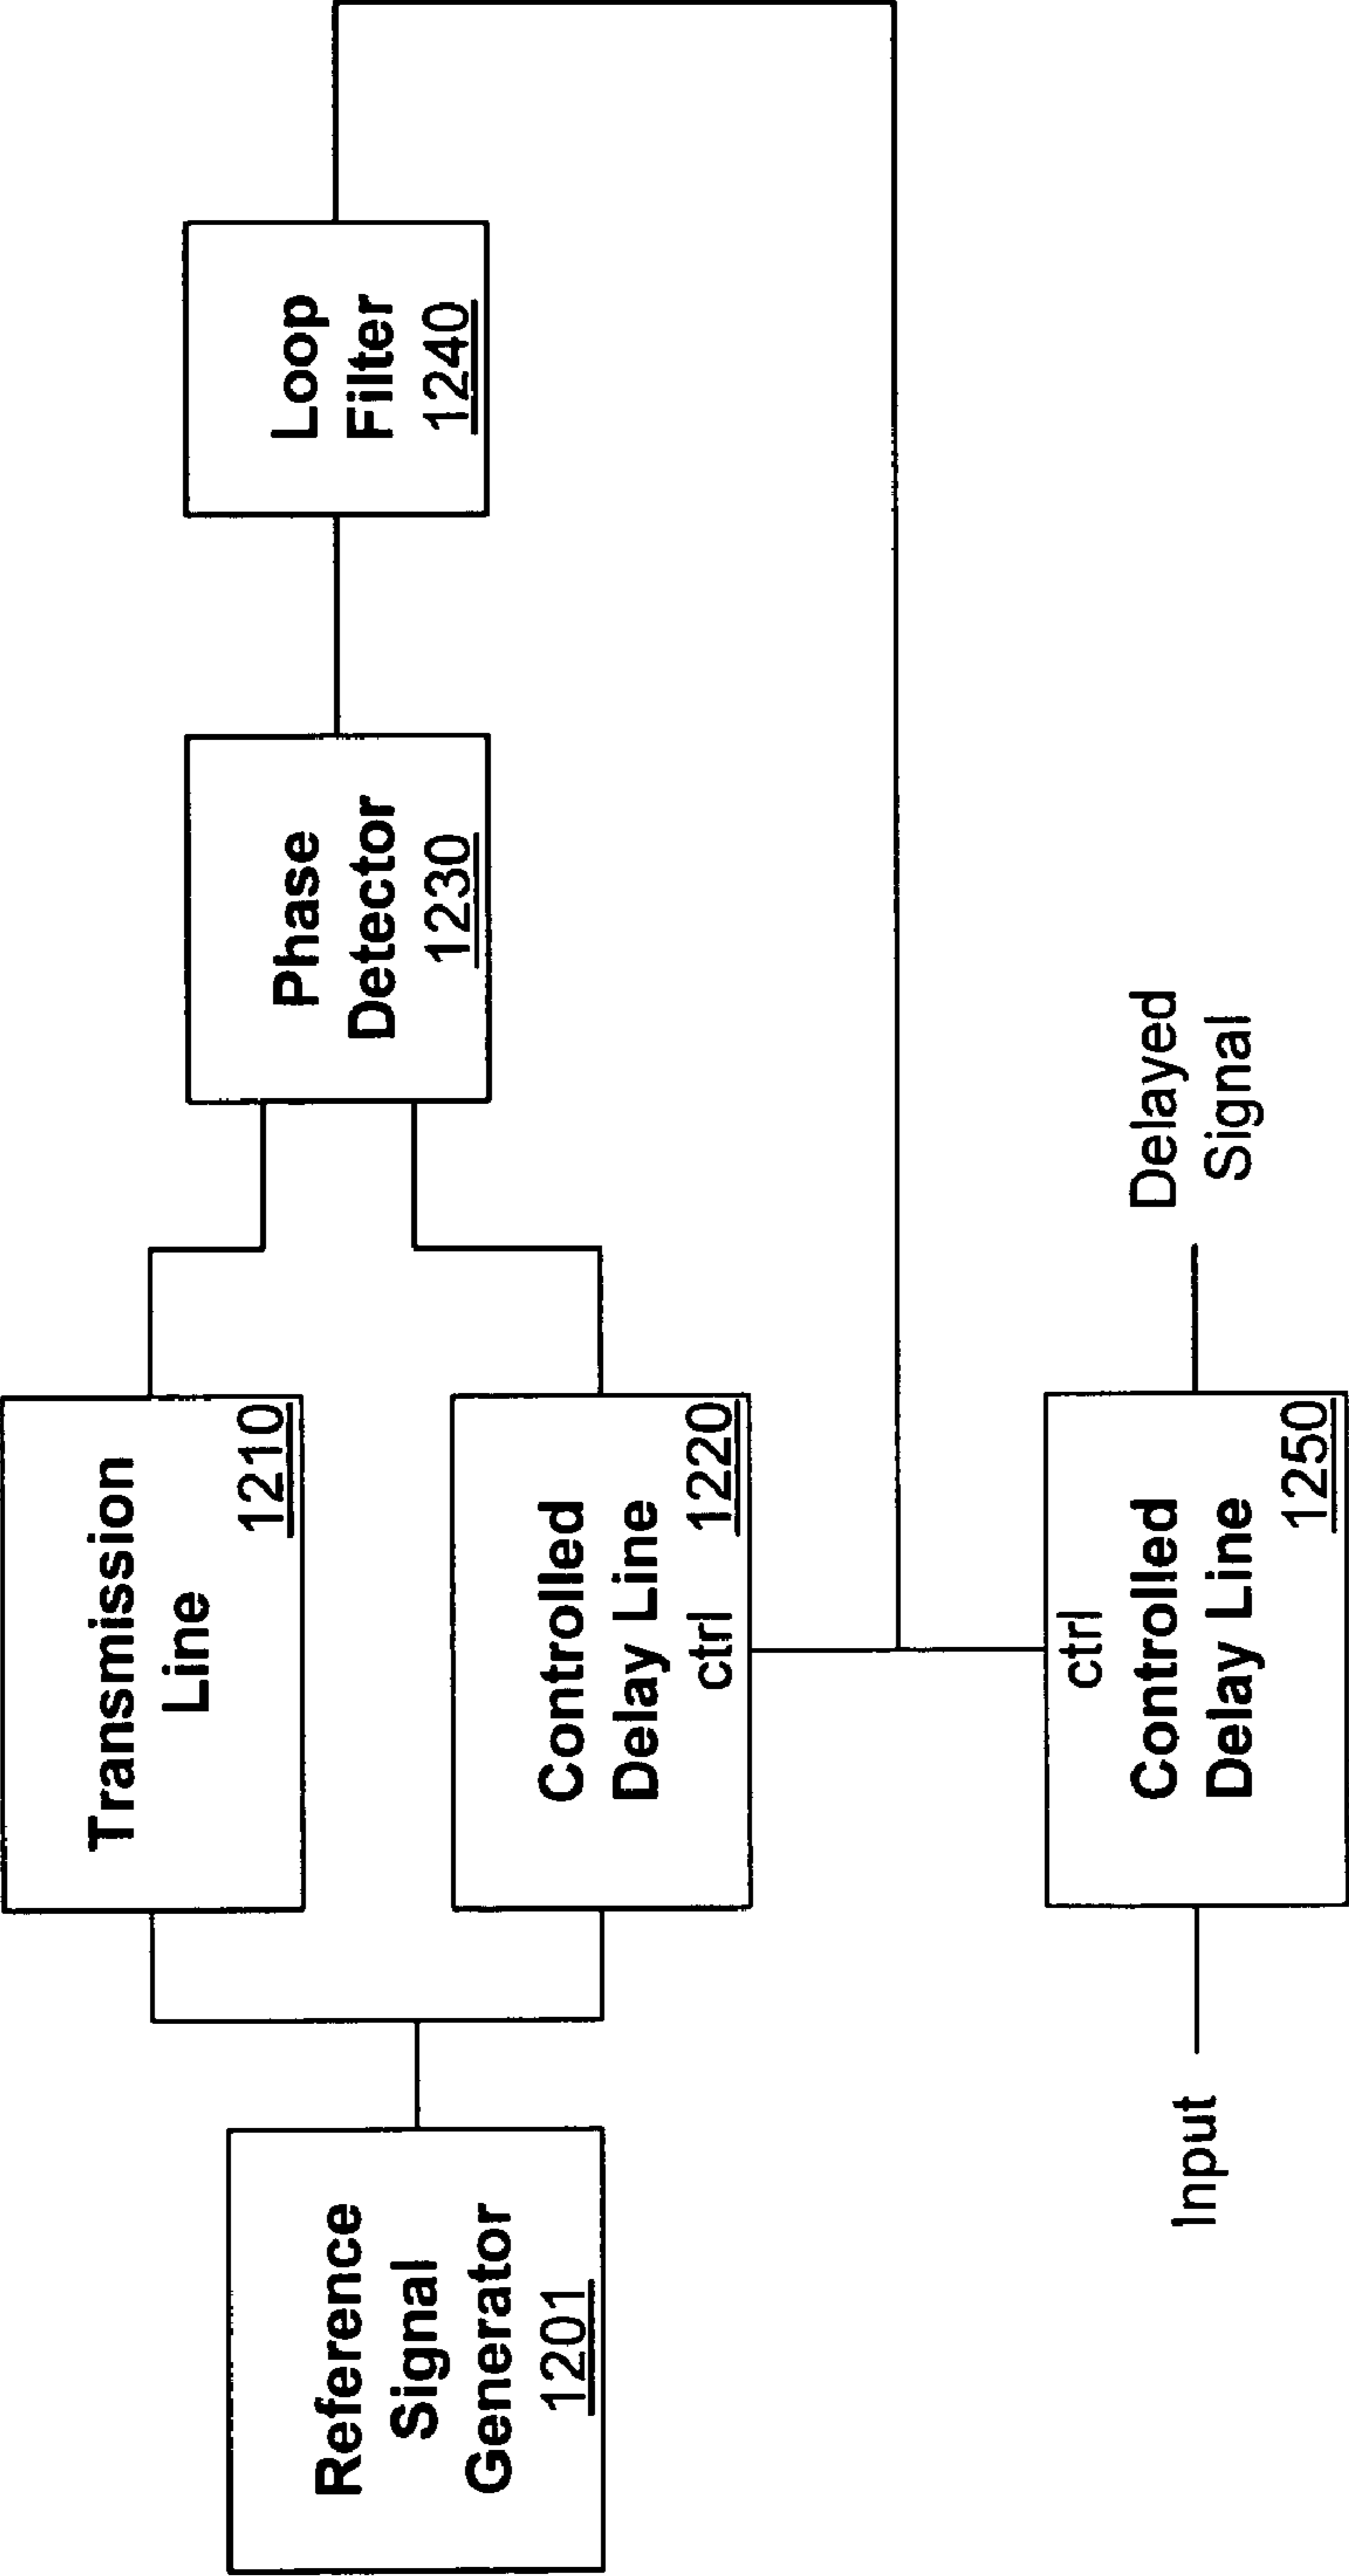 Reference
Signal
Generator
1201
Transmission
Line
1210
Controlled
Delay Line
ctrl 1220
Phase
Detector
1230
Loop
Filter
1240
Input
ctrl
Controlled
Delay Line
1250
Delayed
Signal